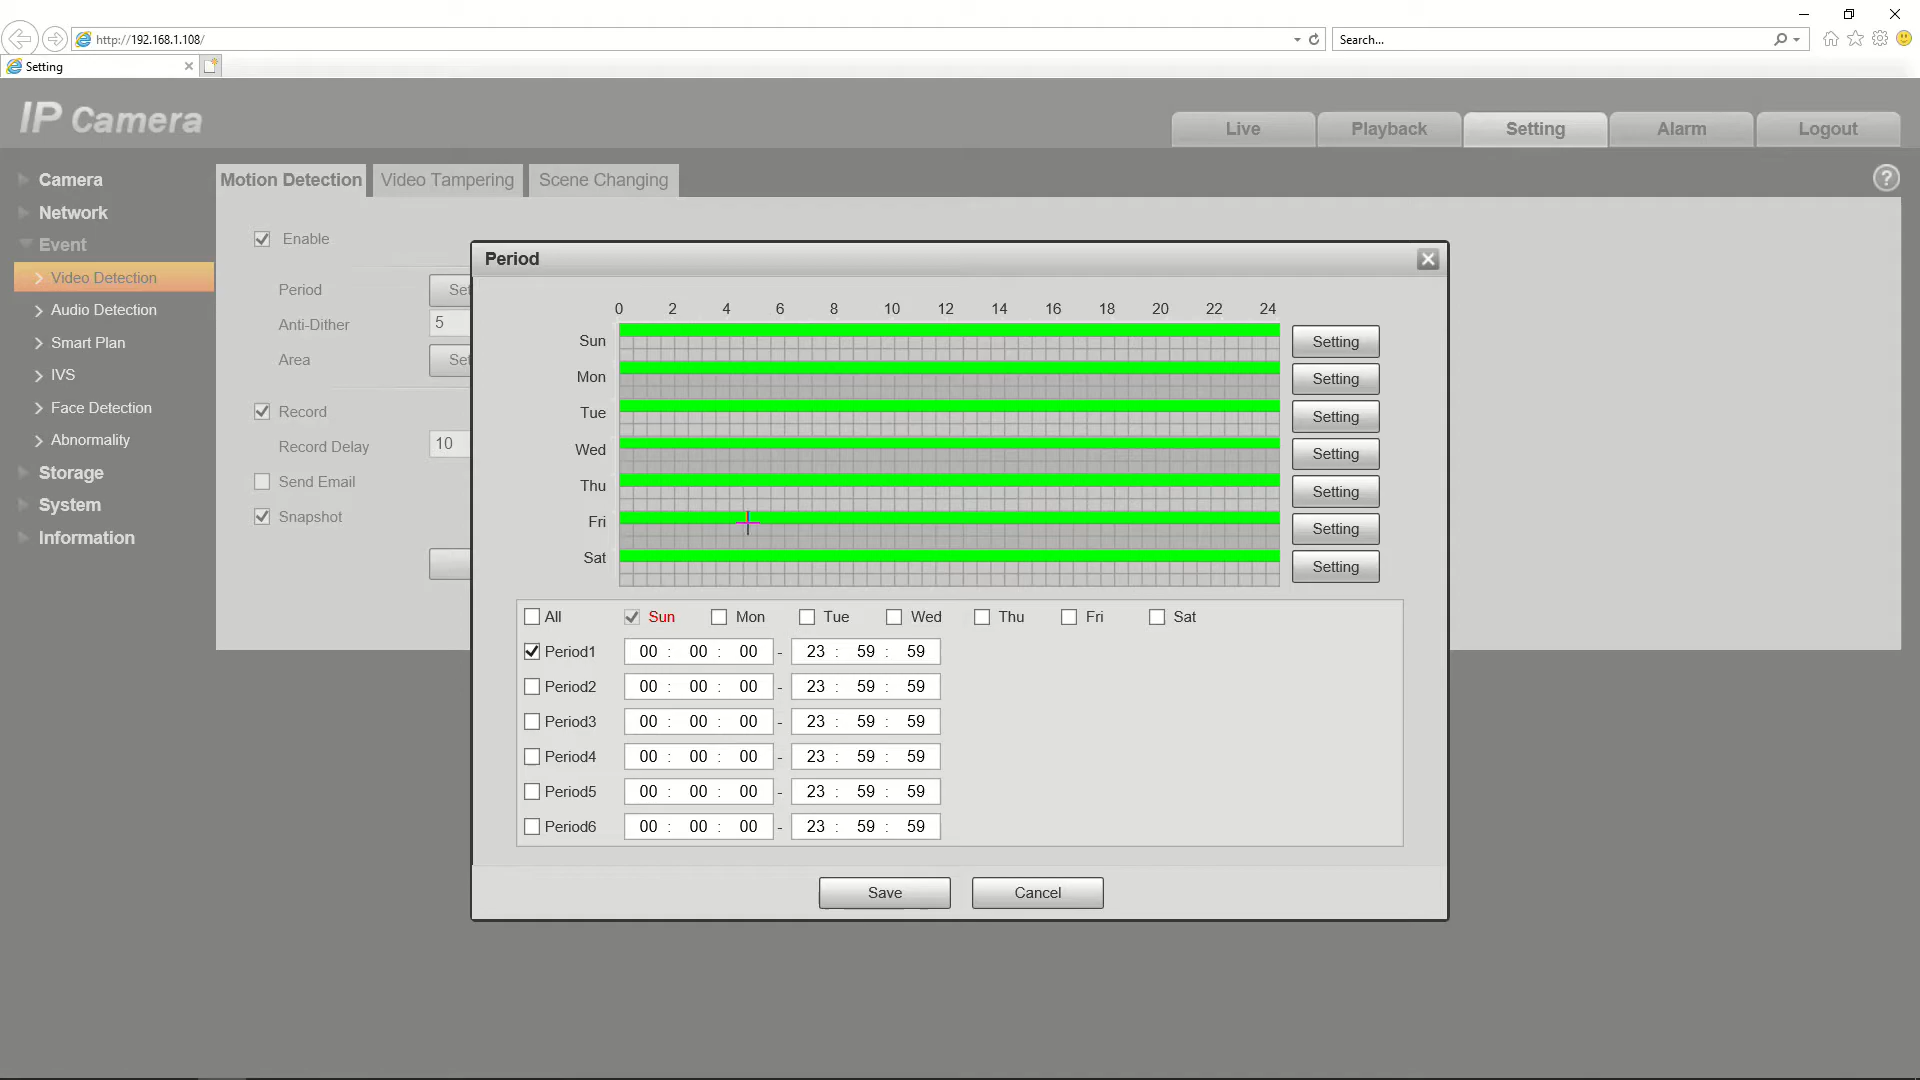 http://192.168.1.108/
Search...
Setting
IP Camera
Live
Playback
Setting
Alarm
Logout
Camera
Network
Event
Video Detection
Audio Detection
Smart Plan
IVS
Face Detection
Abnormality
Storage
System
Information
Motion Detection
Video Tampering
Scene Changing
?
Enable
Period
Set
Anti-Dither
5
Area
Set
Record
Record Delay
10
Send Email
Snapshot
Period
0 2 4 6 8 10 12 14 16 18 20 22 24
Sun Setting
Mon Setting
Tue Setting
Wed Setting
Thu Setting
Fri Setting
Sat Setting
All Sun Mon Tue Wed Thu Fri Sat
Period1 00 : 00 : 00 - 23 : 59 : 59
Period2 00 : 00 : 00 - 23 : 59 : 59
Period3 00 : 00 : 00 - 23 : 59 : 59
Period4 00 : 00 : 00 - 23 : 59 : 59
Period5 00 : 00 : 00 - 23 : 59 : 59
Period6 00 : 00 : 00 - 23 : 59 : 59
Save Cancel